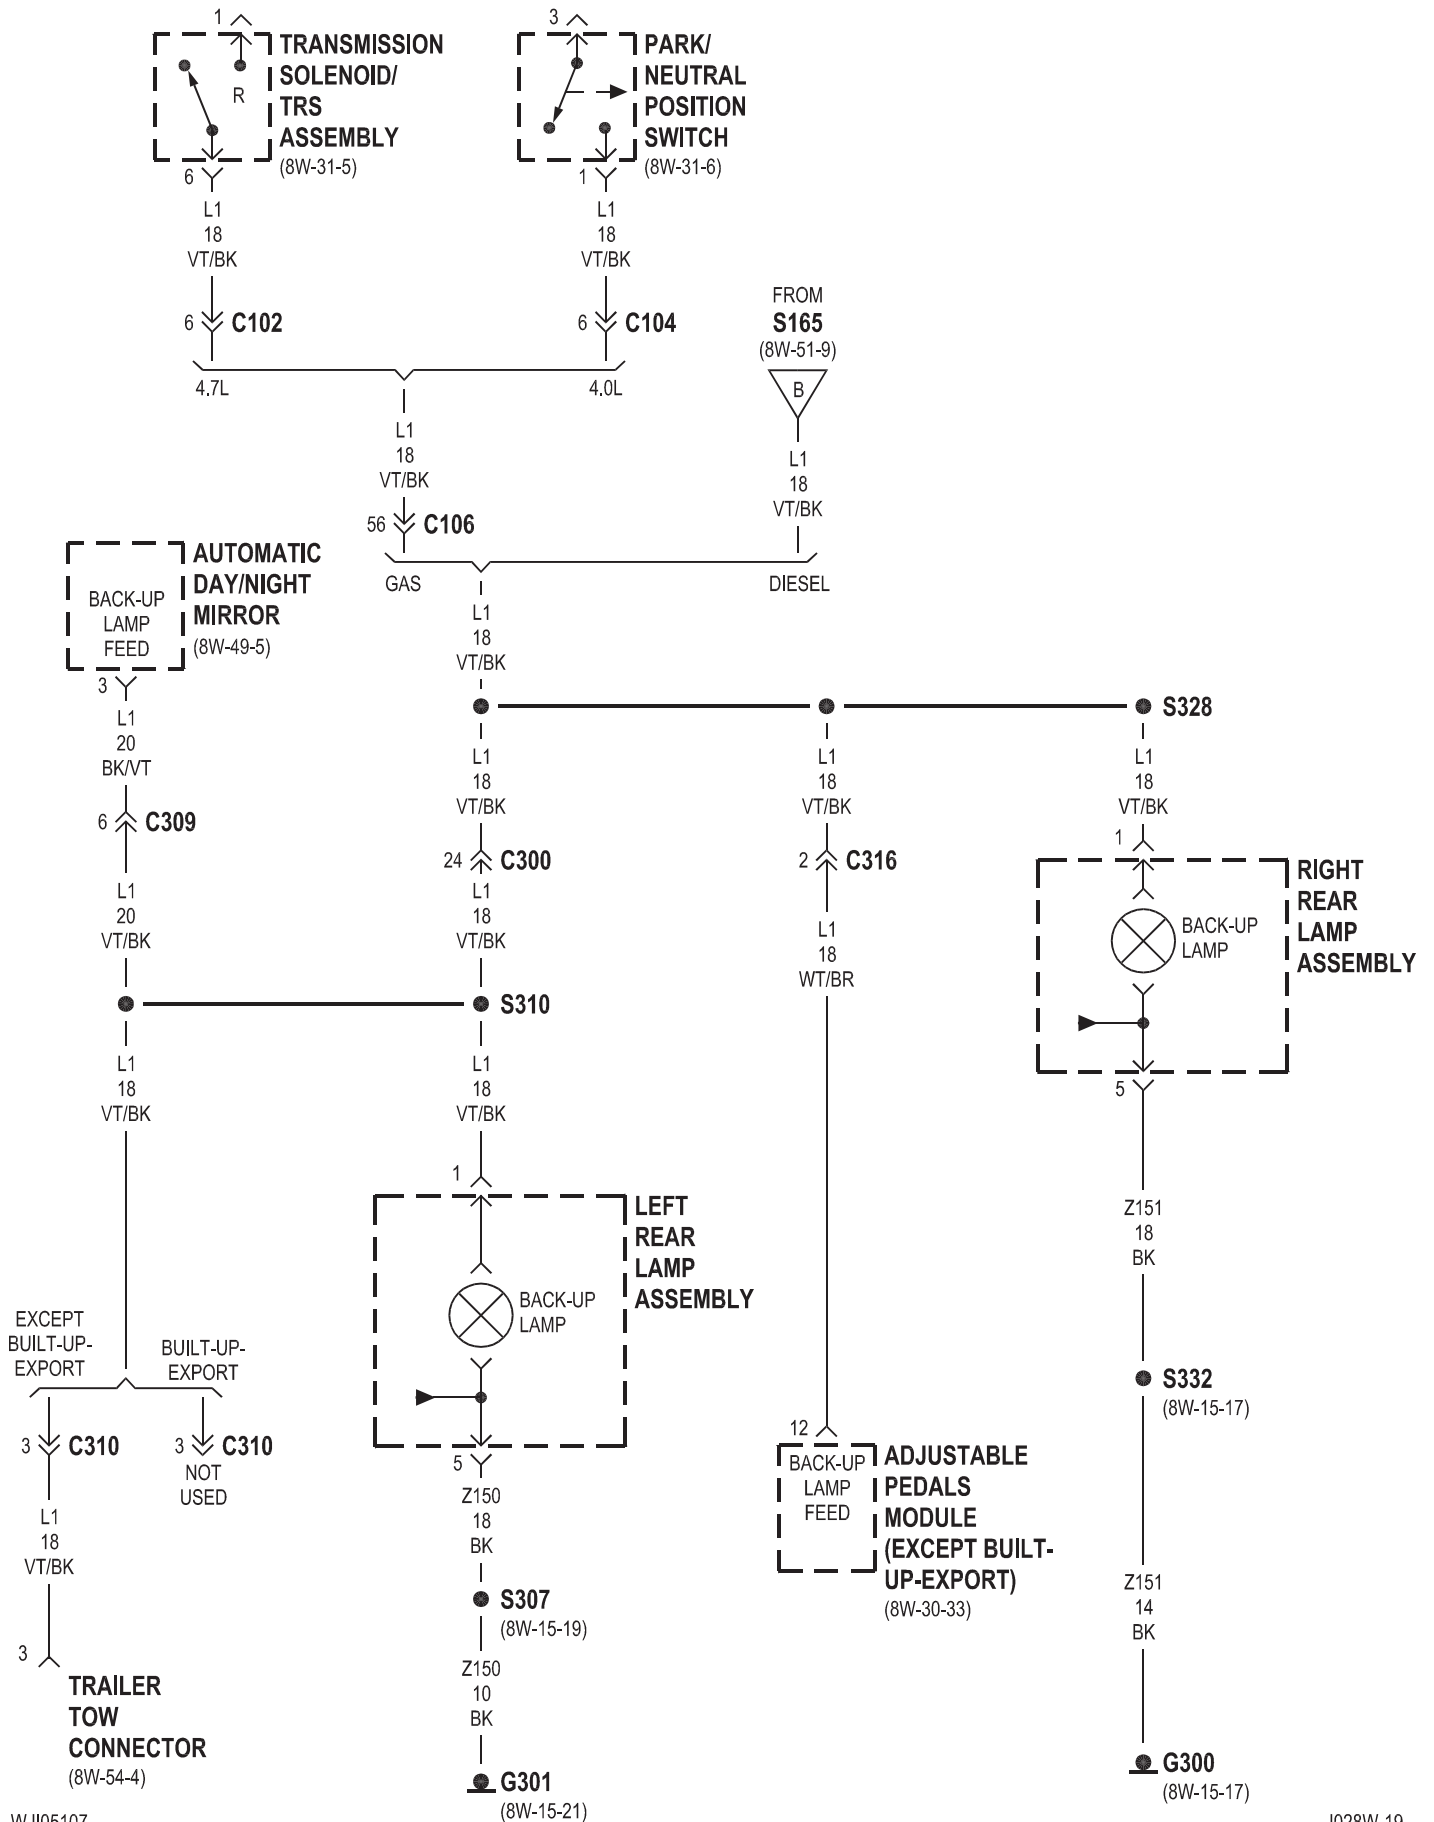 1
TRANSMISSION
SOLENOID/
TRS
ASSEMBLY
(8W-31-5)
R
6
L1
18
VT/BK
6
C102
4.7L
3
PARK/
NEUTRAL
POSITION
SWITCH
(8W-31-6)
1
L1
18
VT/BK
6
C104
4.0L
FROM
S165
(8W-51-9)
B
L1
18
VT/BK
DIESEL
L1
18
VT/BK
56
C106
GAS
L1
18
VT/BK
AUTOMATIC
DAY/NIGHT
MIRROR
(8W-49-5)
BACK-UP
LAMP
FEED
3
L1
20
BK/VT
6
C309
L1
20
VT/BK
S328
L1
18
VT/BK
24
C300
L1
18
VT/BK
S310
L1
18
VT/BK
2
C316
L1
18
WT/BR
L1
18
VT/BK
1
RIGHT
REAR
LAMP
ASSEMBLY
BACK-UP
LAMP
5
L1
18
VT/BK
L1
18
VT/BK
1
LEFT
REAR
LAMP
ASSEMBLY
BACK-UP
LAMP
5
Z151
18
BK
S332
(8W-15-17)
EXCEPT
BUILT-UP-
EXPORT
BUILT-UP-
EXPORT
3
C310
3
C310
NOT
USED
L1
18
VT/BK
3
TRAILER
TOW
CONNECTOR
(8W-54-4)
Z150
18
BK
S307
(8W-15-19)
Z150
10
BK
G301
(8W-15-21)
12
BACK-UP
LAMP
FEED
ADJUSTABLE
PEDALS
MODULE
(EXCEPT BUILT-
UP-EXPORT)
(8W-30-33)
Z151
14
BK
G300
(8W-15-17)